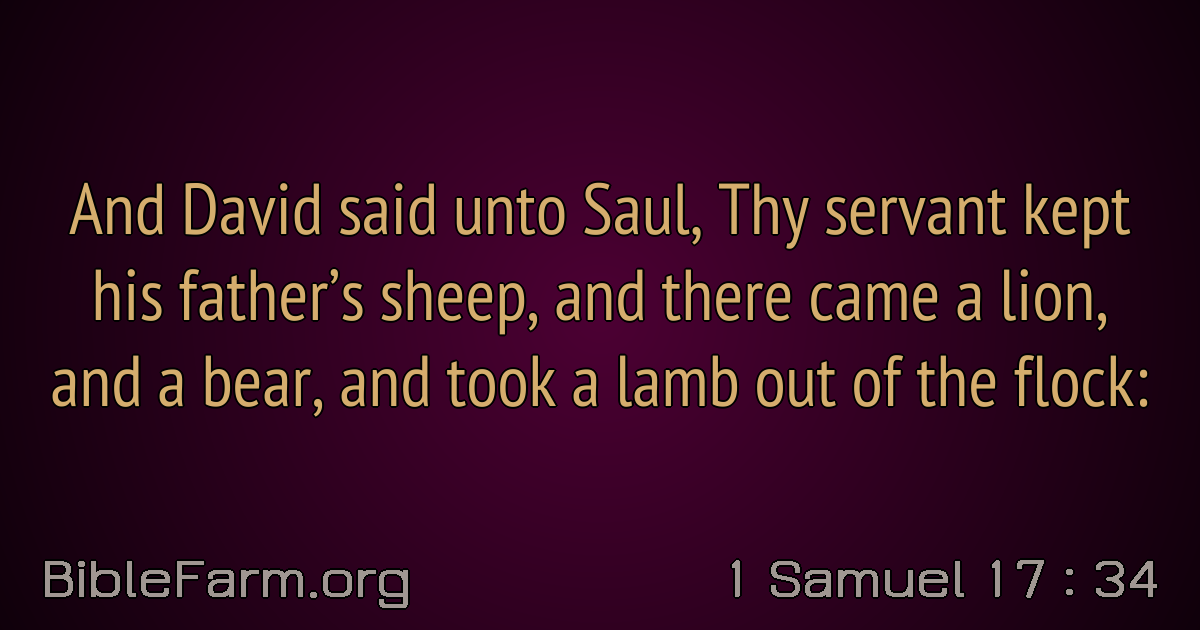 And David said unto Saul, Thy servant kept
his father’s sheep, and there came a lion,
and a bear, and took a lamb out of the flock:
BibleFarm.org
1 Samuel 17 : 34